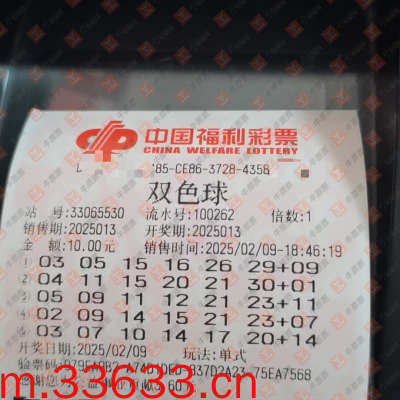 中国福利彩票
CHINA WELFARE LOTTERY
85-CE86-3728-4358
双色球
站 号:33065530 流水号:100262 倍数:1
销售期:2025013 开奖期:2025013
金 额:10.00元 销售时间:2025/02/09-18:46:19
(1) 03 05 15 16 26 29+09
(2) 04 11 15 20 21 30+01
(3) 05 09 11 12 21 23+11
(4) 02 09 14 15 21 23+07
03 07 10 14 17 20+14
开奖日期:2025/02/09 玩法:单式
验票码:
m.33633.cn